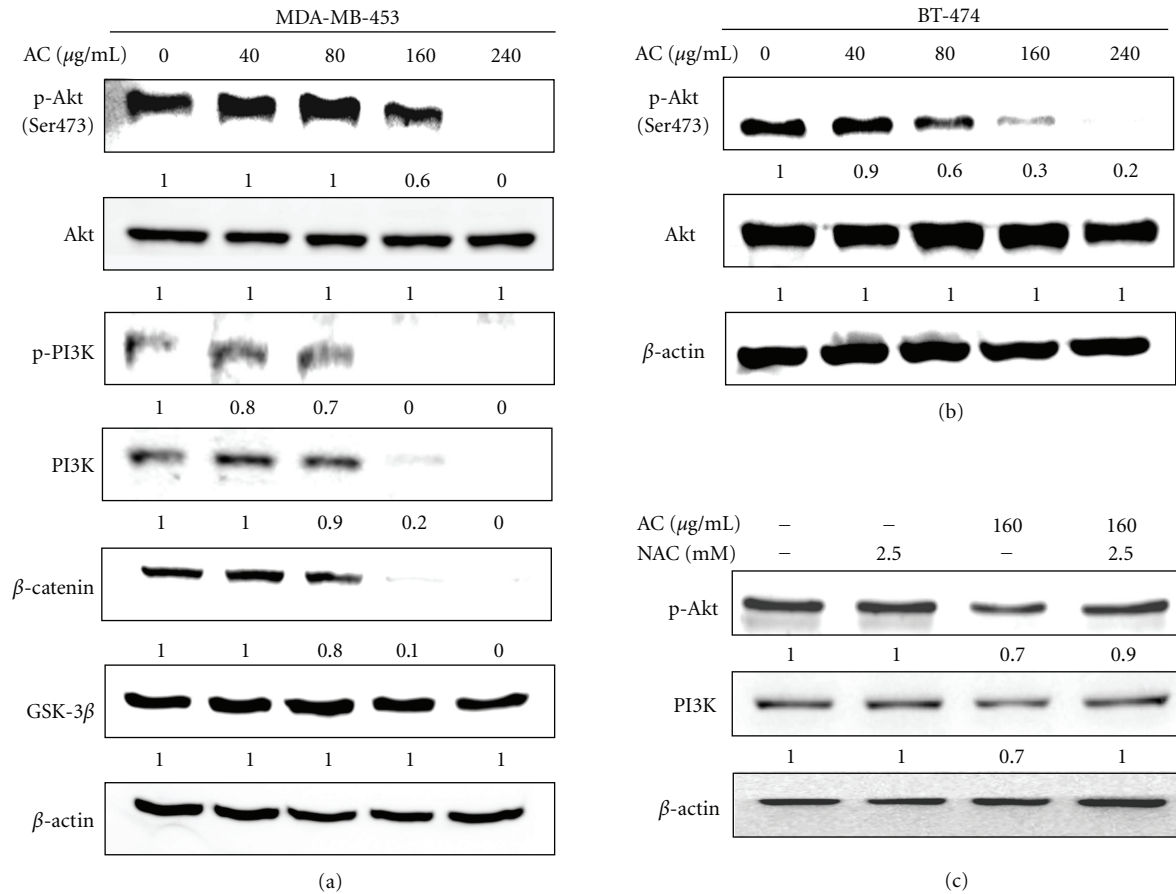 MDA-MB-453
AC (µg/mL) 0 40 80 160 240
p-Akt
(Ser473)
1 1 1 0.6 0
Akt
1 1 1 1 1
p-PI3K
1 0.8 0.7 0 0
PI3K
1 1 0.9 0.2 0
β-catenin
1 1 0.8 0.1 0
GSK-3β
1 1 1 1 1
β-actin
(a)
BT-474
AC (µg/mL) 0 40 80 160 240
p-Akt
(Ser473)
1 0.9 0.6 0.3 0.2
Akt
1 1 1 1 1
β-actin
(b)
AC (µg/mL) – – 160 160
NAC (mM) – 2.5 – 2.5
p-Akt
1 1 0.7 0.9
PI3K
1 1 0.7 1
β-actin
(c)